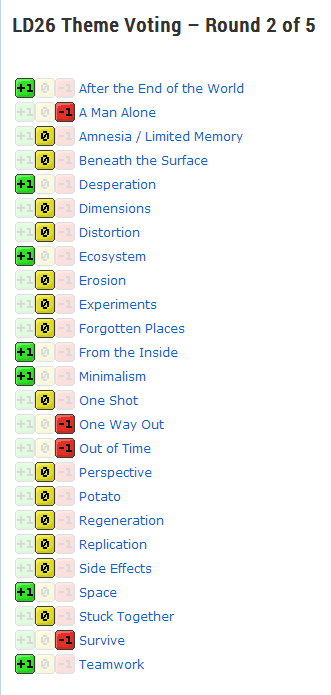 LD26 Theme Voting – Round 2 of 5
+1 0 -1 After the End of the World
+1 0 -1 A Man Alone
+1 0 -1 Amnesia / Limited Memory
+1 0 -1 Beneath the Surface
+1 0 -1 Desperation
+1 0 -1 Dimensions
+1 0 -1 Distortion
+1 0 -1 Ecosystem
+1 0 -1 Erosion
+1 0 -1 Experiments
+1 0 -1 Forgotten Places
+1 0 -1 From the Inside
+1 0 -1 Minimalism
+1 0 -1 One Shot
+1 0 -1 One Way Out
+1 0 -1 Out of Time
+1 0 -1 Perspective
+1 0 -1 Potato
+1 0 -1 Regeneration
+1 0 -1 Replication
+1 0 -1 Side Effects
+1 0 -1 Space
+1 0 -1 Stuck Together
+1 0 -1 Survive
+1 0 -1 Teamwork